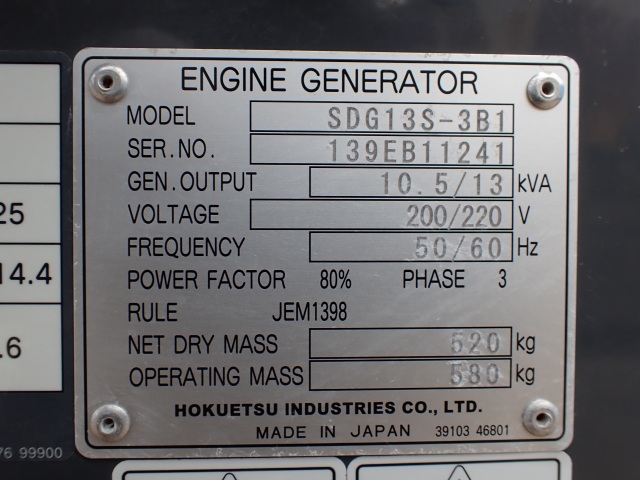 ENGINE GENERATOR
MODEL SDG13S-3B1
SER.NO. 139EB11241
GEN.OUTPUT 10.5/13 kVA
VOLTAGE 200/220 V
FREQUENCY 50/60 Hz
POWER FACTOR 80% PHASE 3
RULE JEM1398
NET DRY MASS 520 kg
OPERATING MASS 580 kg
HOKUETSU INDUSTRIES CO., LTD.
MADE IN JAPAN 39103 46801
25
14.4
.6
76 99900